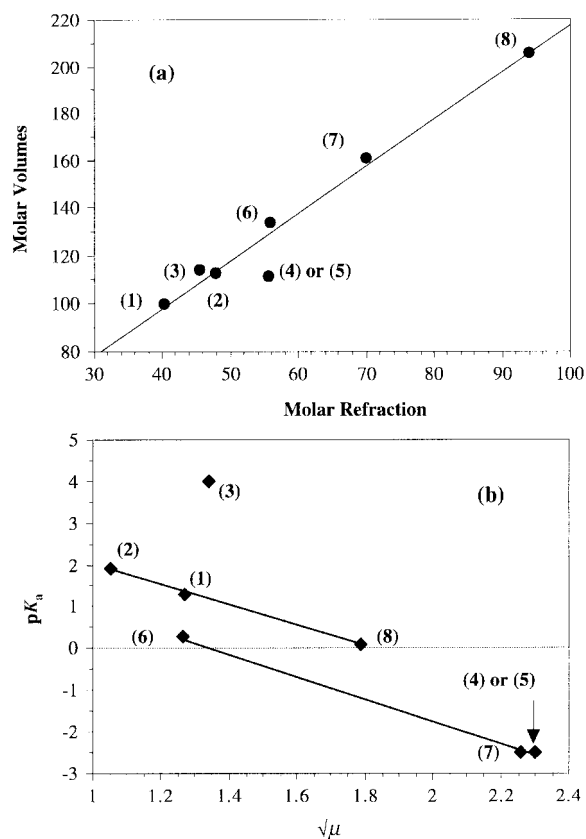 (a)
(8)
(7)
(6)
(3)
(4) or (5)
(1)
(2)
220
200
180
160
140
120
100
80
Molar Volumes
30 40 50 60 70 80 90 100
Molar Refraction
(b)
(3)
(2)
(1)
(6)
(8)
(4) or (5)
(7)
5
4
3
2
1
0
-1
-2
-3
pKₐ
1 1.2 1.4 1.6 1.8 2 2.2 2.4
√μ